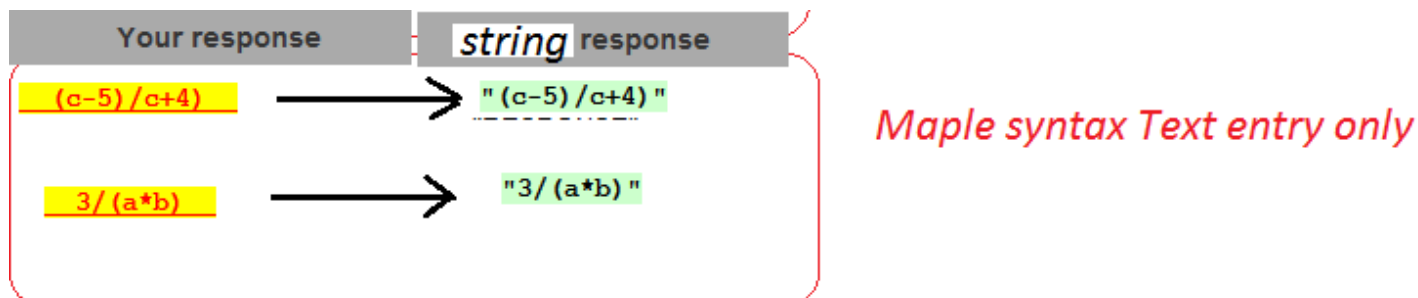 Your response string response
(c-5)/c+4) "(c-5)/c+4)"
Maple syntax Text entry only
3/(a*b) "3/(a*b)"